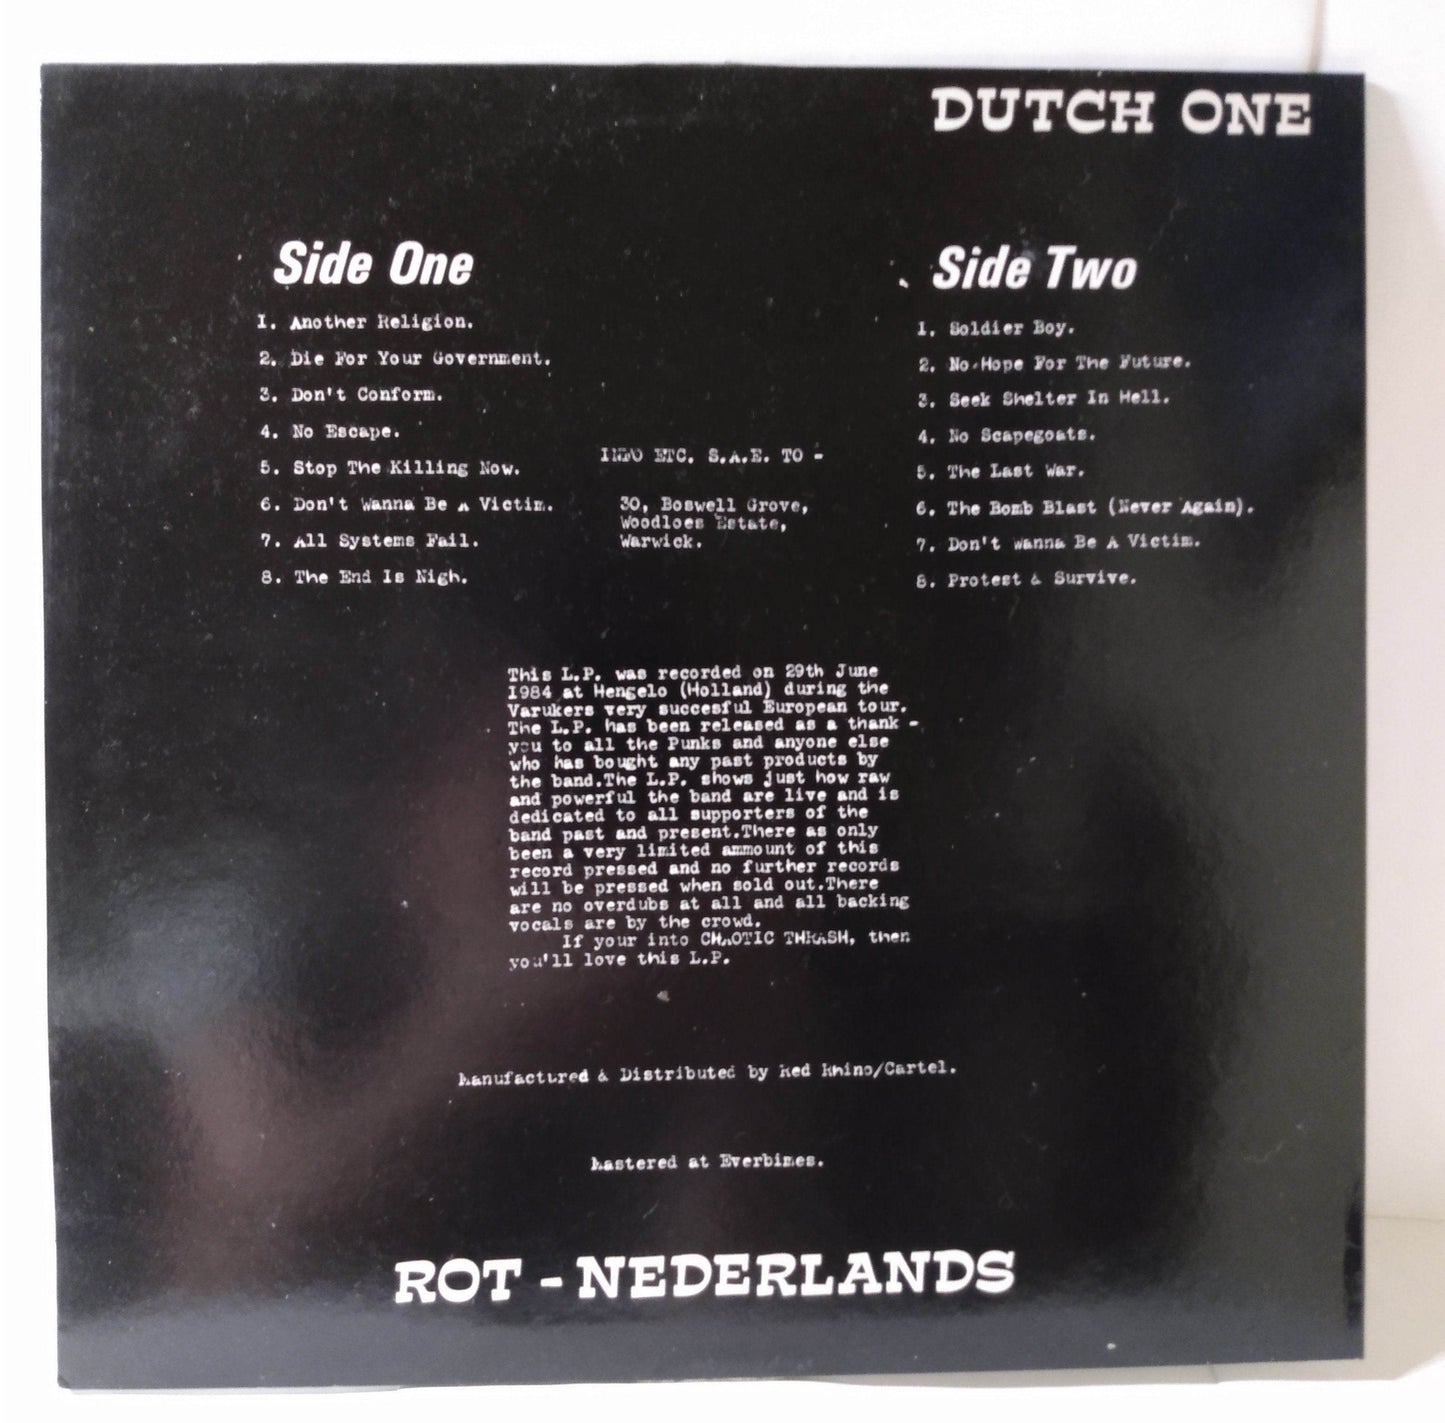 DUTCH ONE
Side One
1. Another Religion.
2. Die For Your Government.
3. Don't Conform.
4. No Escape.
5. Stop The Killing Now.
6. Don't Wanna Be A Victim.
7. All Systems Fail.
8. The End Is Nigh.
INFO ETC. S.A.E. TO -
30, Boswell Grove,
Woodloes Estate,
Warwick.
Side Two
1. Soldier Boy.
2. No Hope For The Future.
3. Seek Shelter In Hell.
4. No Scapegoats.
5. The Last War.
6. The Bomb Blast (Never Again).
7. Don't Wanna Be A Victim.
8. Protest & Survive.
This L.P. was recorded on 29th June
1984 at Hengelo (Holland) during the
Varukers very succesful European tour.
The L.P. has been released as a thank -
you to all the Punks and anyone else
who has bought any past products by
the band.The L.P. shows just how raw
and powerful the band are live and is
dedicated to all supporters of the
band past and present.There as only
been a very limited ammount of this
record pressed and no further records
will be pressed when sold out.There
are no overdubs at all and all backing
vocals are by the crowd.
If your into CHAOTIC THRASH, then
you'll love this L.P.
Manufactured & Distributed by Red Rhino/Cartel.
Mastered at Everbimes.
ROT - NEDERLANDS